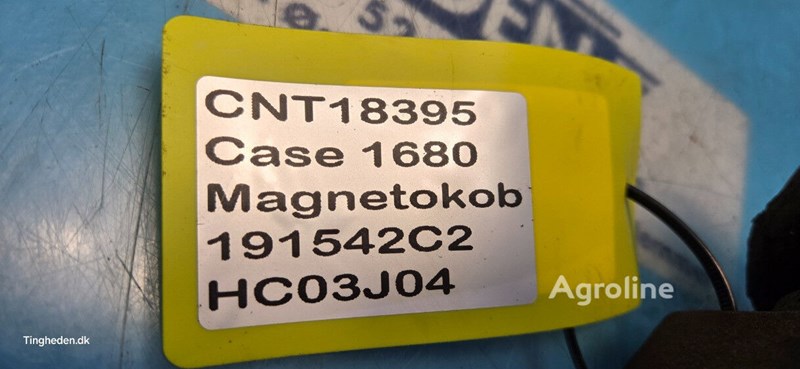 CNT18395
Case 1680
Magnetokob
191542C2
HC03J04
Agroline
Tingheden.dk